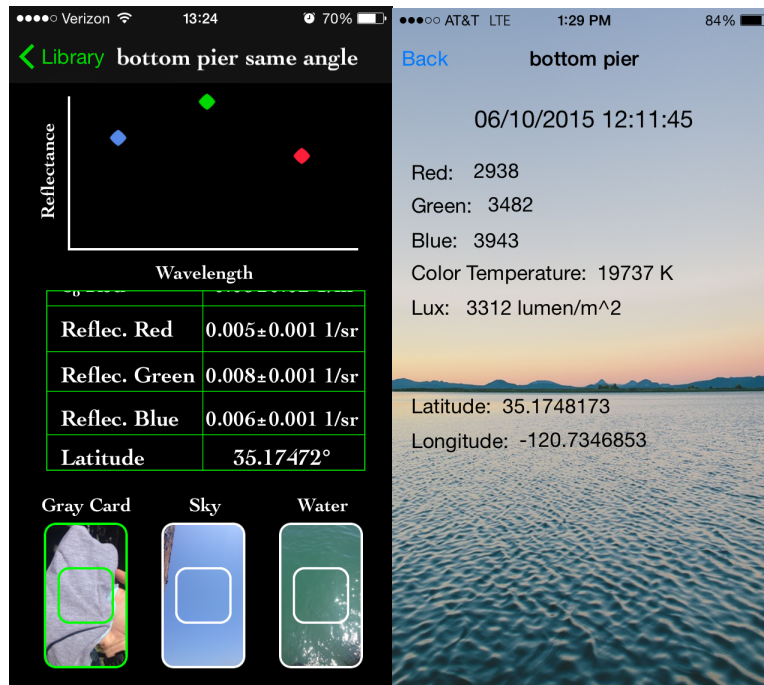 Verizon 13:24 70%
Library bottom pier same angle
Reflectance
Wavelength
Reflec. Red 0.005±0.001 1/sr
Reflec. Green 0.008±0.001 1/sr
Reflec. Blue 0.006±0.001 1/sr
Latitude 35.17472°
Gray Card Sky Water
AT&T LTE 1:29 PM 84%
Back bottom pier
06/10/2015 12:11:45
Red: 2938
Green: 3482
Blue: 3943
Color Temperature: 19737 K
Lux: 3312 lumen/m^2
Latitude: 35.1748173
Longitude: -120.7346853